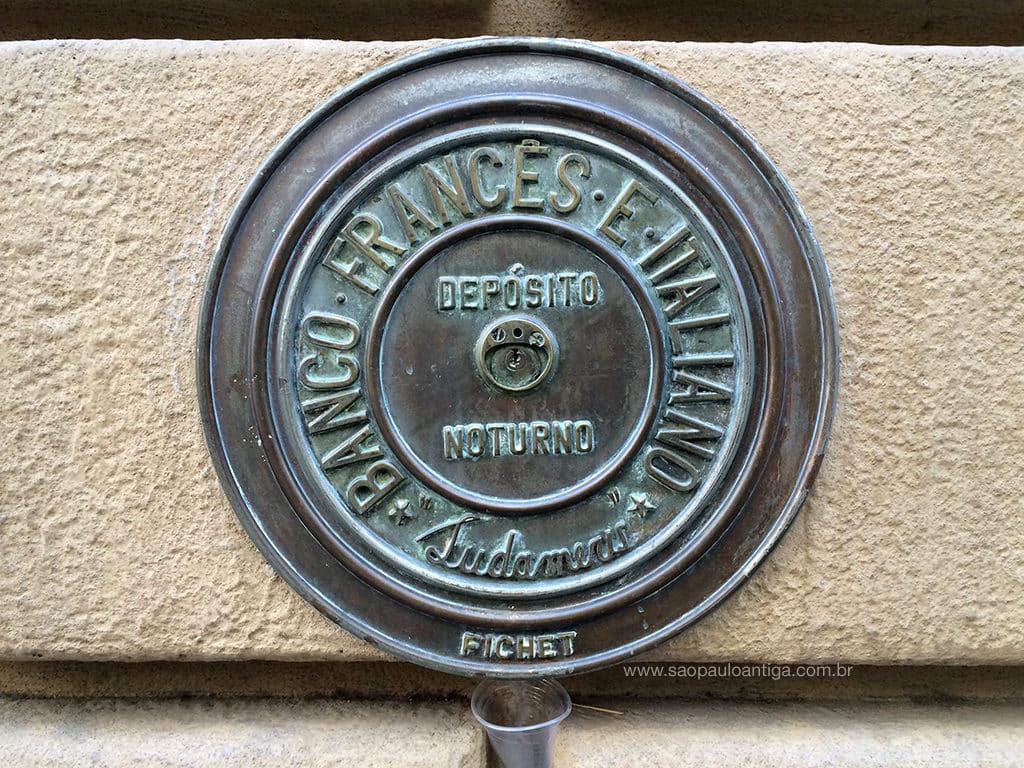 BANCO · FRANCÊS · E · ITALIANO
DEPÓSITO
NOTURNO
"Sudameris"
FICHET
www.saopauloantiga.com.br